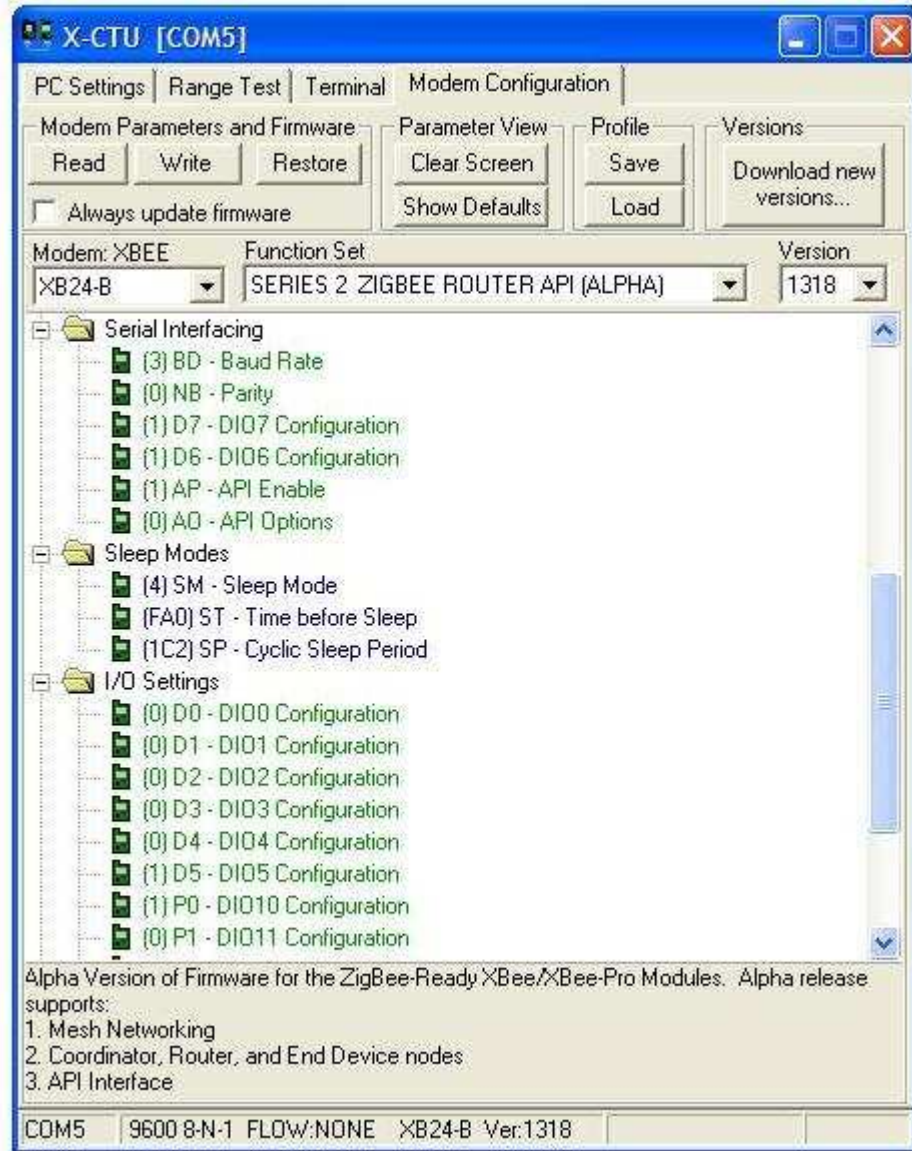 X-CTU [COM5]
PC Settings Range Test Terminal Modem Configuration
Modem Parameters and Firmware Parameter View Profile Versions
Read Write Restore Clear Screen Save Download new versions...
Always update firmware Show Defaults Load
Modem: XBEE Function Set Version
XB24-B SERIES 2 ZIGBEE ROUTER API (ALPHA) 1318
Serial Interfacing
(3) BD - Baud Rate
(0) NB - Parity
(1) D7 - DIO7 Configuration
(1) D6 - DIO6 Configuration
(1) AP - API Enable
(0) AO - API Options
Sleep Modes
(4) SM - Sleep Mode
(FA0) ST - Time before Sleep
(1C2) SP - Cyclic Sleep Period
I/O Settings
(0) D0 - DIO0 Configuration
(0) D1 - DIO1 Configuration
(0) D2 - DIO2 Configuration
(0) D3 - DIO3 Configuration
(0) D4 - DIO4 Configuration
(1) D5 - DIO5 Configuration
(1) P0 - DIO10 Configuration
(0) P1 - DIO11 Configuration
Alpha Version of Firmware for the ZigBee-Ready XBee/XBee-Pro Modules. Alpha release
supports:
1. Mesh Networking
2. Coordinator, Router, and End Device nodes
3. API Interface
COM5 9600 8-N-1 FLOW:NONE XB24-B Ver:1318